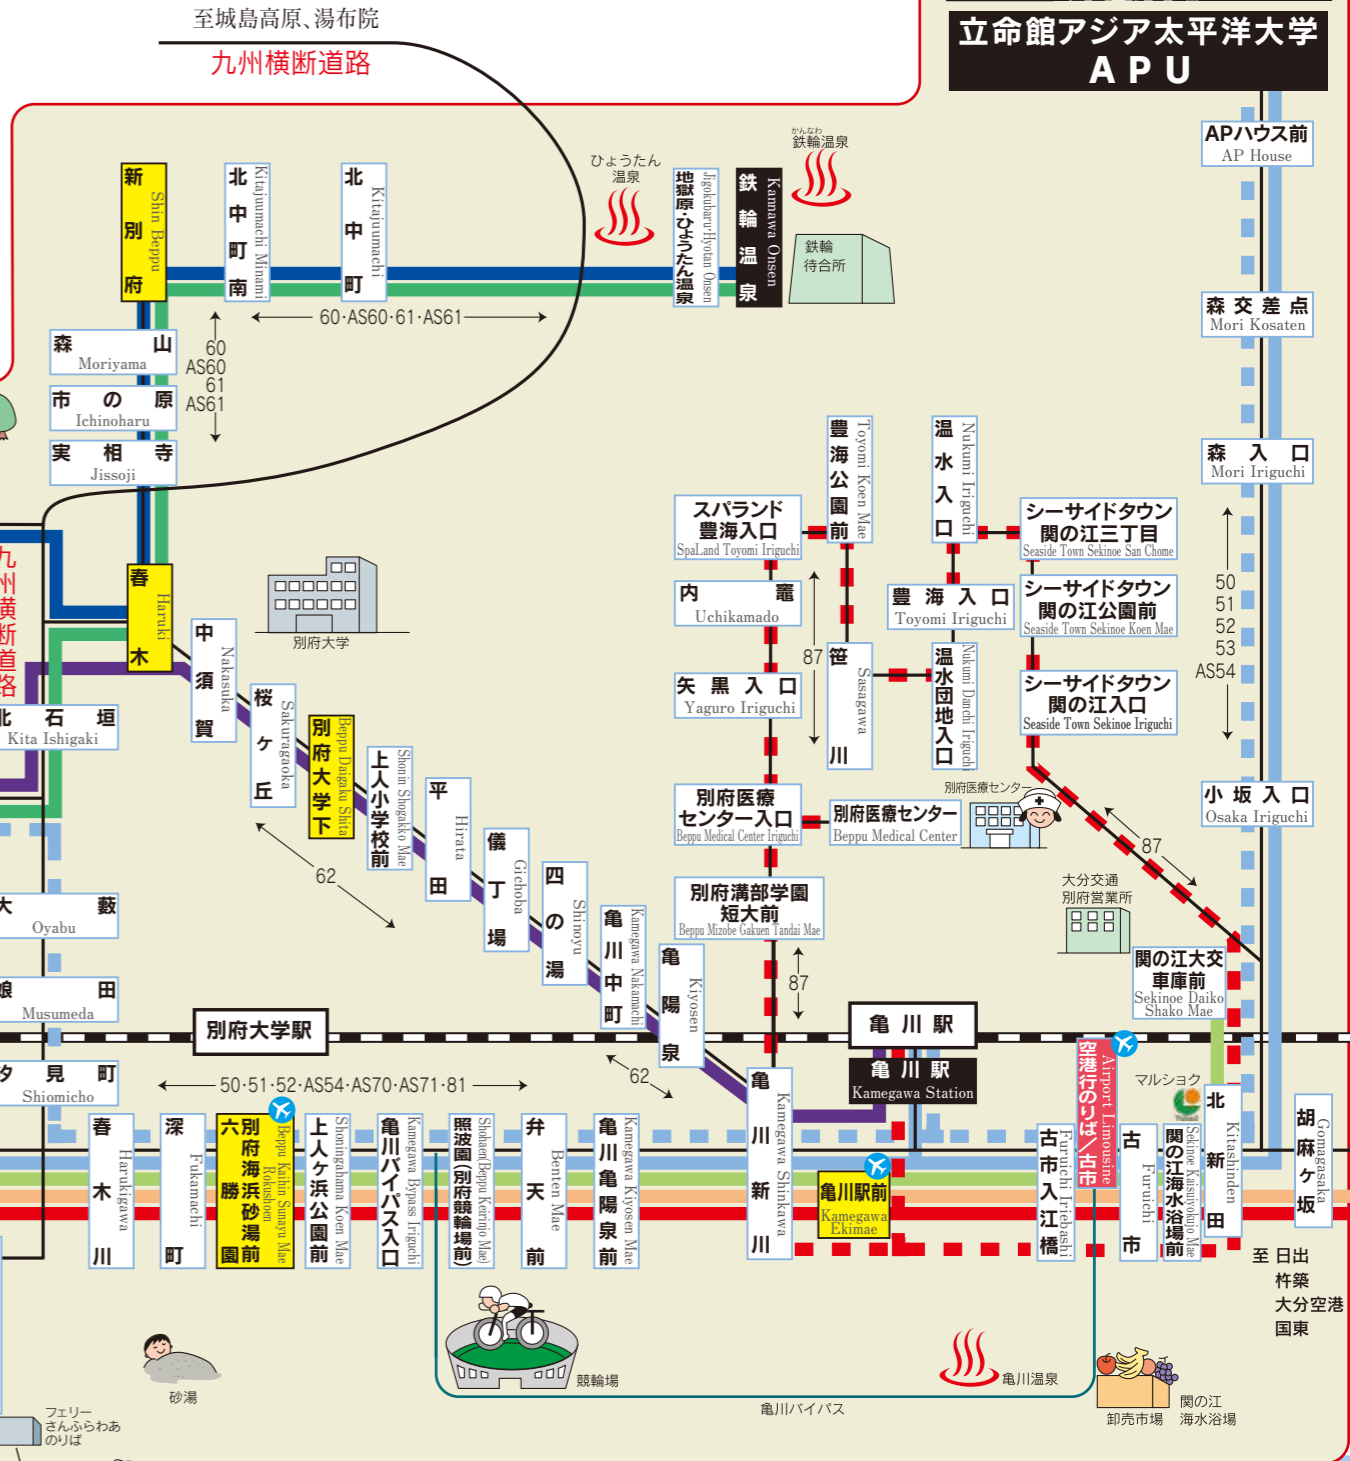 至城島高原、湯布院
九州横断道路
立命館アジア太平洋大学
APU
APハウス前
AP House
森交差点
Mori Kosaten
森入口
Mori Iriguchi
50
51
52
53
AS54
小坂入口
Osaka Iriguchi
新別府
Shin Beppu
北中町南
Kitajuumachi Minami
北中町
Kitajuumachi
ひょうたん
温泉
地獄原・ひょうたん温泉
Jigokubaru・Hyotan Onsen
鉄輪温泉
Kannawa Onsen
かんなわ
鉄輪温泉
鉄輪
待合所
60・AS60・61・AS61
森山
Moriyama
市の原
Ichinoharu
実相寺
Jissoji
60
AS60
61
AS61
九州横断道路
春木
Haruki
別府大学
中須賀
Nakasuka
桜ヶ丘
Sakuragaoka
別府大学下
Beppu Daigaku Shita
上人小学校前
Shonin Shogakko Mae
平田
Hirata
儀丁場
Gichoba
四の湯
Shinoyu
亀川中町
Kamegawa Nakamachi
亀陽泉
Kiyosen
62
62
北石垣
Kita Ishigaki
大藪
Oyabu
娘田
Musumeda
汐見町
Shiomicho
スパランド
豊海入口
SpaLand Toyomi Iriguchi
豊海公園前
Toyomi Koen Mae
温水入口
Nukumi Iriguchi
シーサイドタウン
関の江三丁目
Seaside Town Sekinoe San Chome
内竈
Uchikamado
87
豊海入口
Toyomi Iriguchi
シーサイドタウン
関の江公園前
Seaside Town Sekinoe Koen Mae
矢黒入口
Yaguro Iriguchi
笹川
Sasagawa
温水団地入口
Nukumi Danchi Iriguchi
シーサイドタウン
関の江入口
Seaside Town Sekinoe Iriguchi
別府医療
センター入口
Beppu Medical Center Iriguchi
別府医療センター
Beppu Medical Center
別府医療センター
87
別府溝部学園
短大前
Beppu Mizobe Gakuen Tandai Mae
87
大分交通
別府営業所
関の江大交
車庫前
Sekinoe Daiko
Shako Mae
別府大学駅
亀川駅
亀川駅
Kamegawa Station
50・51・52・AS54・AS70・AS71・81
春木川
Harukigawa
深町
Fukamachi
別府海浜砂湯前
六勝園
Beppu Kaihin Sunayu Mae
Rokushoen
上人ヶ浜公園前
Shoningahama Koen Mae
亀川バイパス入口
Kamegawa Bypass Iriguchi
照波園(別府競輪場前)
Shohaen(Beppu Keirinjo Mae)
弁天前
Benten Mae
亀川亀陽泉前
Kamegawa Kiyosen Mae
亀川新川
Kamegawa Shinkawa
亀川駅前
Kamegawa
Ekimae
古市入江橋
Furuichi Iriebashi
空港行のりば/古市
Airport Limousine
古市
Furuichi
マルショク
関の江海水浴場前
Sekinoe Kaisuiyokujo Mae
北新田
Kitashinden
胡麻ヶ坂
Gomagasaka
至 日出
杵築
大分空港
国東
砂湯
競輪場
亀川温泉
亀川バイパス
卸売市場
関の江
海水浴場
フェリー
さんふらわあ
のりば